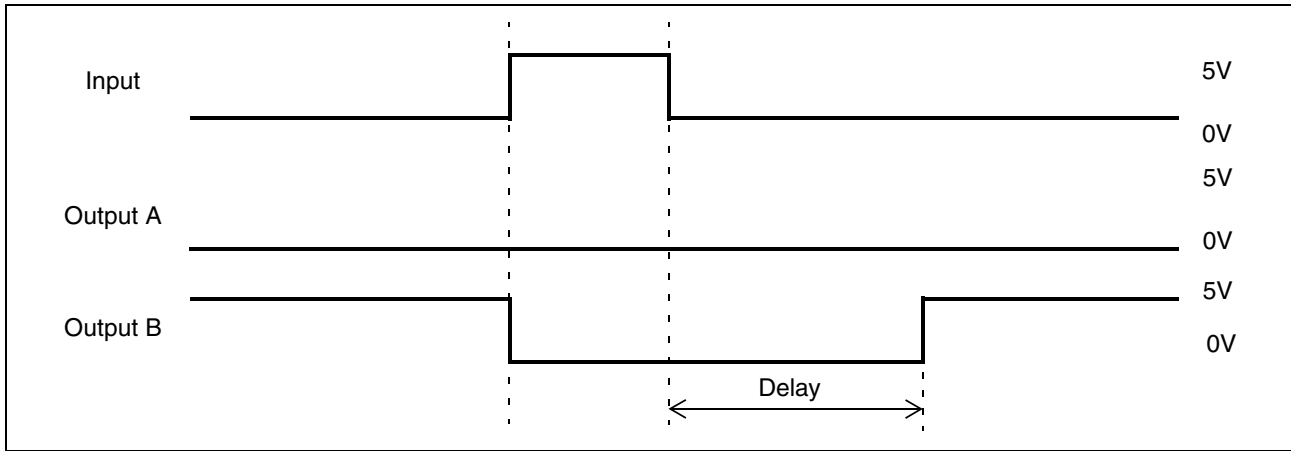 Input
5V
0V
Output A
5V
0V
Output B
5V
0V
Delay